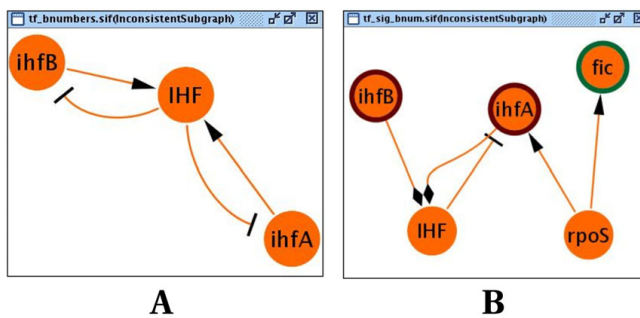 tf_bnumbers.sif(InconsistentSubgraph)
ihfB
IHF
ihfA
A
tf_sig_bnum.sif(InconsistentSubgraph)
fic
ihfB
ihfA
IHF
rpoS
B